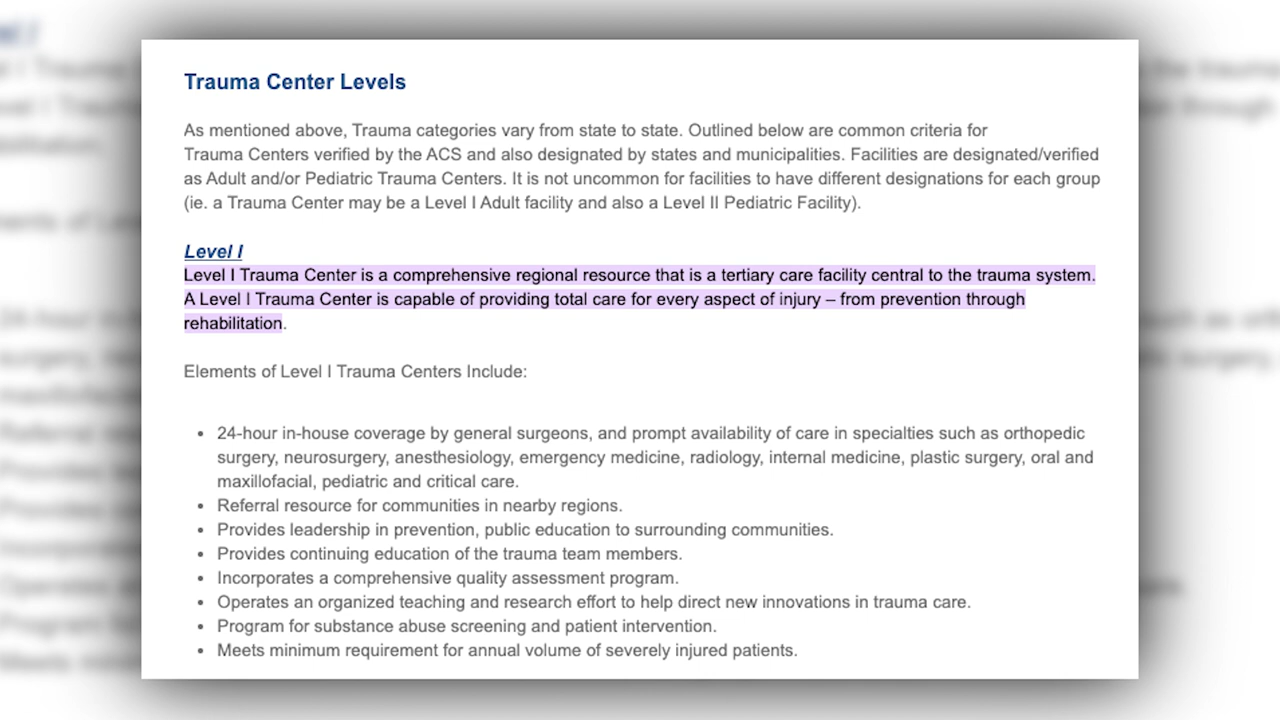 Trauma Center Levels
As mentioned above, Trauma categories vary from state to state. Outlined below are common criteria for
Trauma Centers verified by the ACS and also designated by states and municipalities. Facilities are designated/verified
as Adult and/or Pediatric Trauma Centers. It is not uncommon for facilities to have different designations for each group
(ie. a Trauma Center may be a Level I Adult facility and also a Level II Pediatric Facility).
Level I
Level I Trauma Center is a comprehensive regional resource that is a tertiary care facility central to the trauma system.
A Level I Trauma Center is capable of providing total care for every aspect of injury – from prevention through
rehabilitation.
Elements of Level I Trauma Centers Include:
• 24-hour in-house coverage by general surgeons, and prompt availability of care in specialties such as orthopedic
surgery, neurosurgery, anesthesiology, emergency medicine, radiology, internal medicine, plastic surgery, oral and
maxillofacial, pediatric and critical care.
• Referral resource for communities in nearby regions.
• Provides leadership in prevention, public education to surrounding communities.
• Provides continuing education of the trauma team members.
• Incorporates a comprehensive quality assessment program.
• Operates an organized teaching and research effort to help direct new innovations in trauma care.
• Program for substance abuse screening and patient intervention.
• Meets minimum requirement for annual volume of severely injured patients.